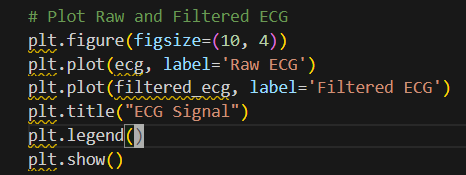 # Plot Raw and Filtered ECG
plt.figure(figsize=(10, 4))
plt.plot(ecg, label='Raw ECG')
plt.plot(filtered_ecg, label='Filtered ECG')
plt.title("ECG Signal")
plt.legend()
plt.show()